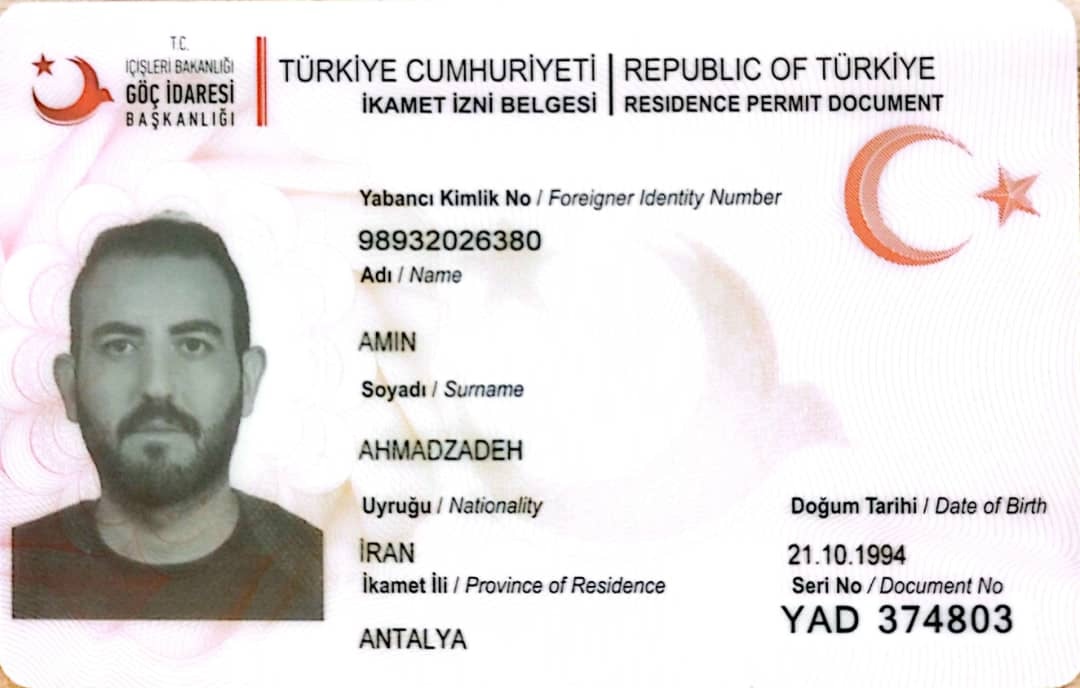 T.C.
İÇİŞLERİ BAKANLIĞI
GÖÇ İDARESİ
BAŞKANLIĞI
TÜRKİYE CUMHURİYETİ | REPUBLIC OF TÜRKİYE
İKAMET İZNİ BELGESİ | RESIDENCE PERMIT DOCUMENT
Yabancı Kimlik No / Foreigner Identity Number
98932026380
Adı / Name
AMIN
Soyadı / Surname
AHMADZADEH
Uyruğu / Nationality
İRAN
Doğum Tarihi / Date of Birth
21.10.1994
İkamet İli / Province of Residence
ANTALYA
Seri No / Document No
YAD 374803